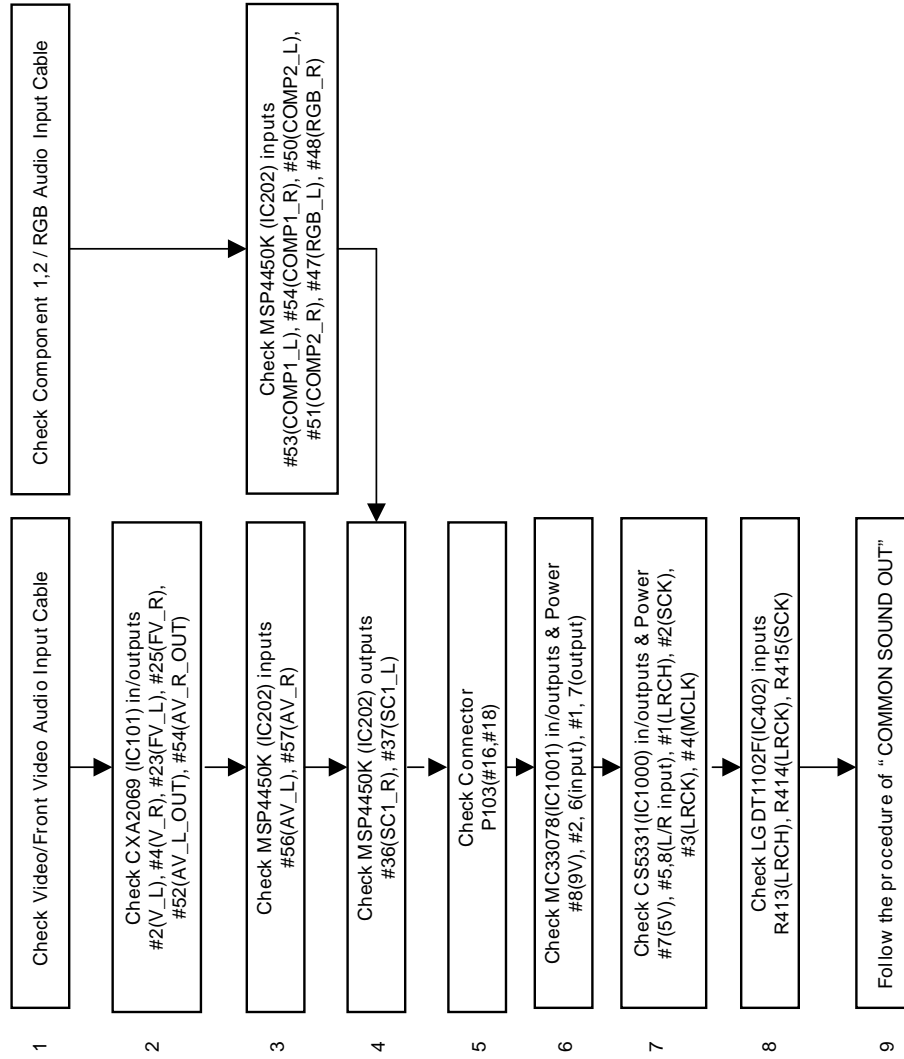 1
Check Video/Front Video Audio Input Cable
Check Component 1,2 / RGB Audio Input Cable
2
Check CXA2069 (IC101) in/outputs
#2(V_L), #4(V_R), #23(FV_L), #25(FV_R),
#52(AV_L_OUT), #54(AV_R_OUT)
3
Check MSP4450K (IC202) inputs
#56(AV_L), #57(AV_R)
Check MSP4450K (IC202) inputs
#53(COMP1_L), #54(COMP1_R), #50(COMP2_L),
#51(COMP2_R), #47(RGB_L), #48(RGB_R)
4
Check MSP4450K (IC202) outputs
#36(SC1_R), #37(SC1_L)
5
Check Connector
P103(#16,#18)
6
Check MC33078(IC1001) in/outputs & Power
#8(9V), #2, 6(input), #1, 7(output)
7
Check CS5331(IC1000) in/outputs & Power
#7(5V), #5,8(L/R input), #1(LRCH), #2(SCK),
#3(LRCK), #4(MCLK)
8
Check LGDT1102F(IC402) inputs
R413(LRCH), R414(LRCK), R415(SCK)
9
Follow the procedure of “COMMON SOUND OUT”